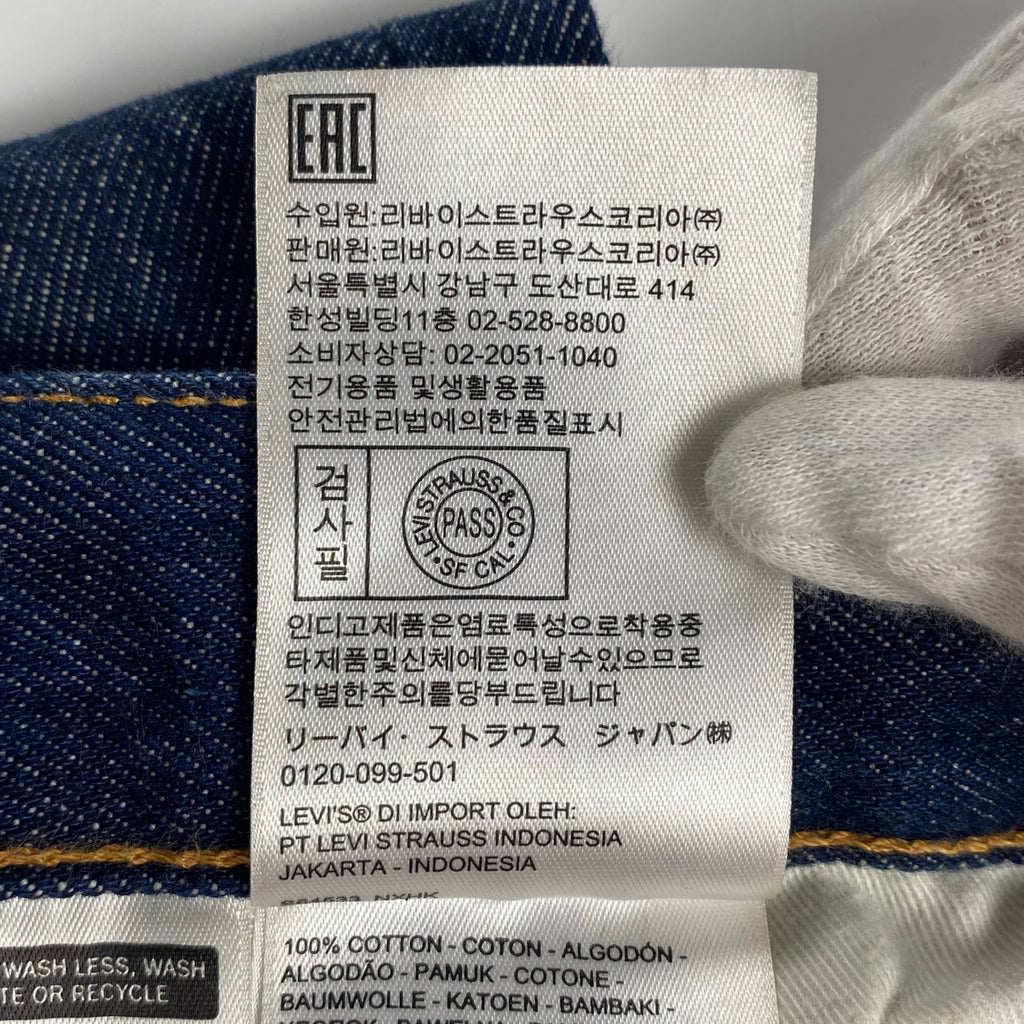 EAC
수입원:리바이스트라우스코리아㈜
판매원:리바이스트라우스코리아㈜
서울특별시 강남구 도산대로 414
한성빌딩11층 02-528-8800
소비자상담: 02-2051-1040
전기용품 및생활용품
안전관리법에의한품질표시
검사필
LEVI STRAUSS & CO • SF CAL •
PASS
인디고제품은염료특성으로착용중
타제품및신체에묻어날수있으므로
각별한주의를당부드립니다
リーバイ· ストラウス ジャパン㈱
0120-099-501
LEVI'S® DI IMPORT OLEH:
PT LEVI STRAUSS INDONESIA
JAKARTA - INDONESIA
100% COTTON - COTON - ALGODÓN -
ALGODÃO - PAMUK - COTONE -
BAUMWOLLE - KATOEN - BAMBAKI -
WASH LESS, WASH
TE OR RECYCLE